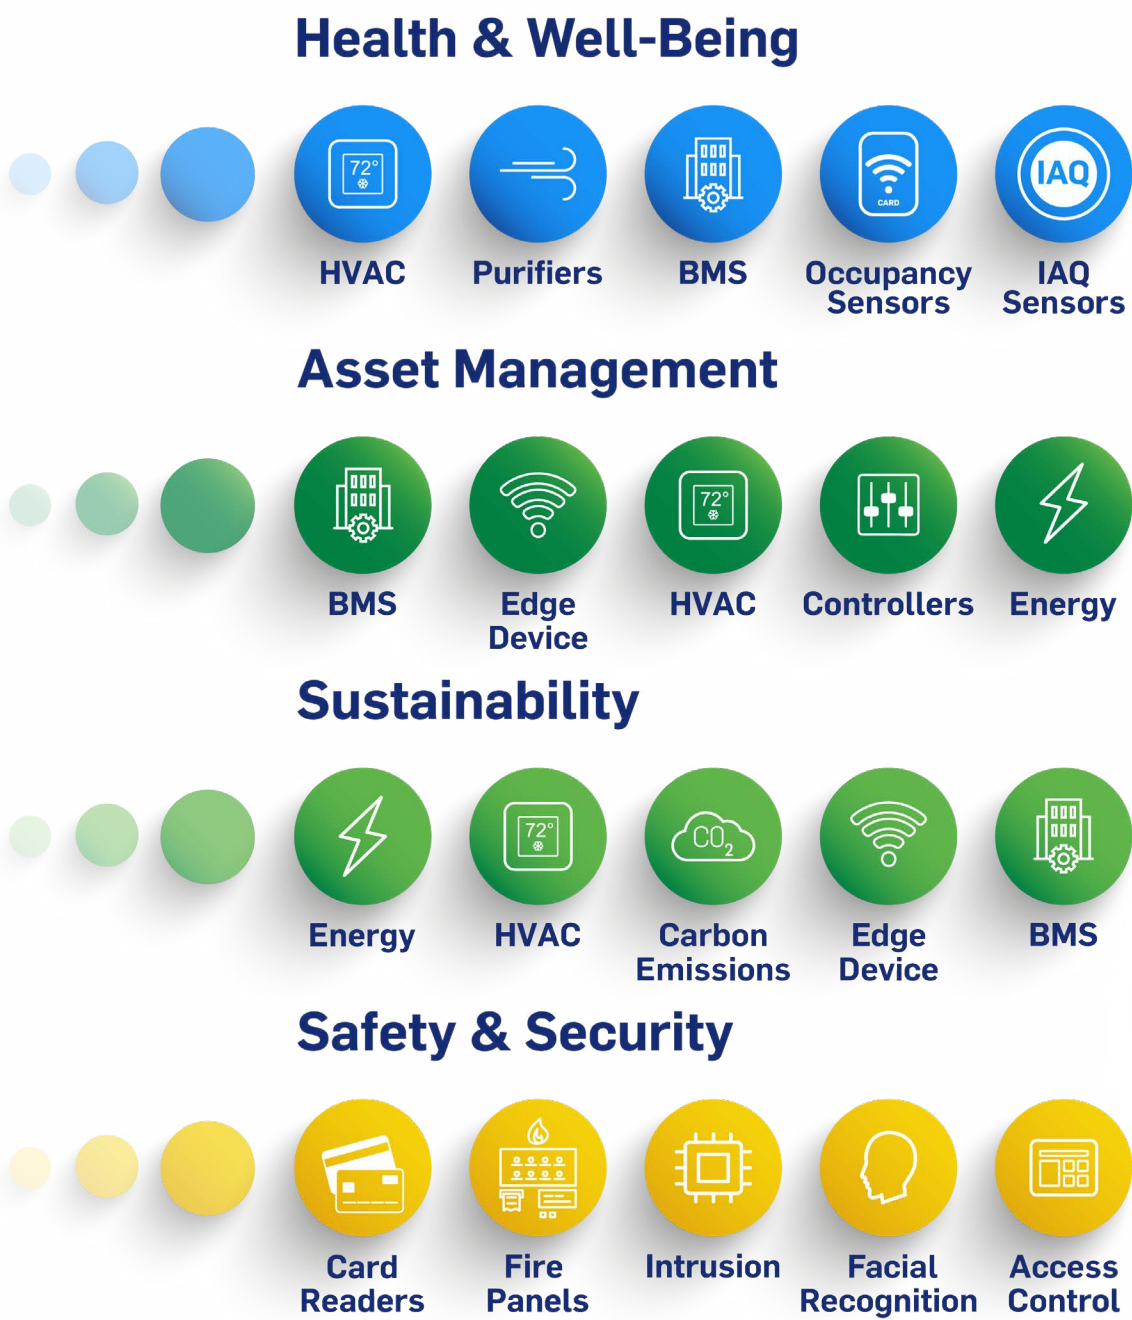 Health & Well-Being
72°
CARD
IAQ
HVAC
Purifiers
BMS
Occupancy
Sensors
IAQ
Sensors
Asset Management
72°
BMS
Edge
Device
HVAC
Controllers
Energy
Sustainability
72°
CO2
Energy
HVAC
Carbon
Emissions
Edge
Device
BMS
Safety & Security
Card
Readers
Fire
Panels
Intrusion
Facial
Recognition
Access
Control